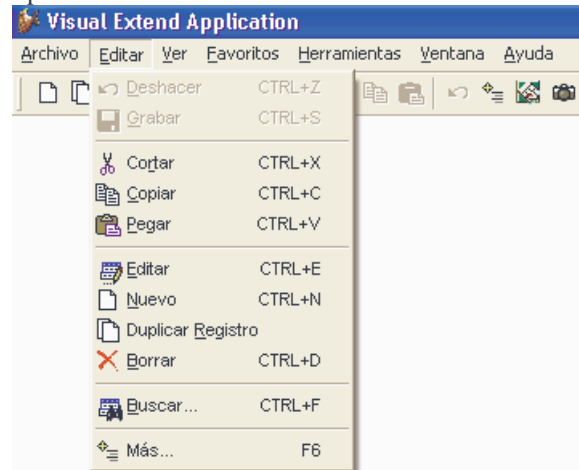 Visual Extend Application
Archivo Editar Ver Favoritos Herramientas Ventana Ayuda
Deshacer CTRL+Z
Grabar CTRL+S
Cortar CTRL+X
Copiar CTRL+C
Pegar CTRL+V
Editar CTRL+E
Nuevo CTRL+N
Duplicar Registro
Borrar CTRL+D
Buscar... CTRL+F
Más... F6